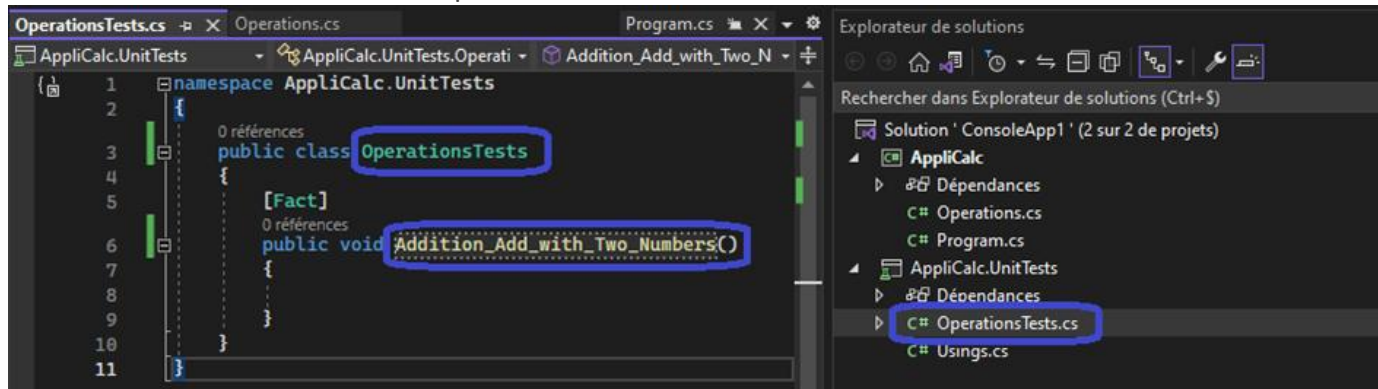 OperationsTests.cs Operations.cs Program.cs
AppliCalc.UnitTests AppliCalc.UnitTests.Operati Addition_Add_with_Two_N
1 namespace AppliCalc.UnitTests
2 {
0 références
3 public class OperationsTests
4 {
5 [Fact]
0 références
6 public void Addition_Add_with_Two_Numbers()
7 {
8
9 }
10 }
11 }
Explorateur de solutions
Rechercher dans Explorateur de solutions (Ctrl+$)
Solution ' ConsoleApp1 ' (2 sur 2 de projets)
C# AppliCalc
Dépendances
C# Operations.cs
C# Program.cs
AppliCalc.UnitTests
Dépendances
C# OperationsTests.cs
C# Usings.cs